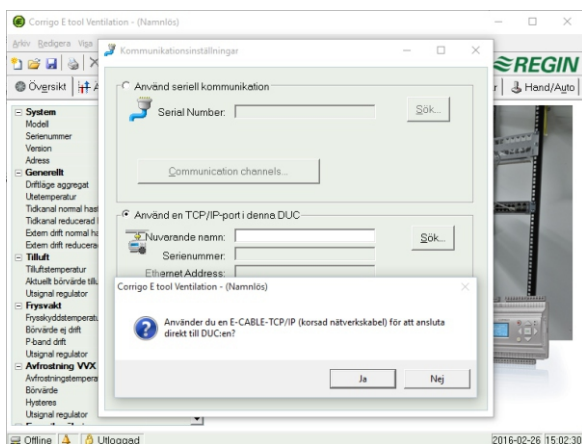 Corrigo E tool Ventilation - (Namnlös)
Arkiv Redigera Visa
Kommunikationsinställningar
REGIN
Översikt
Hand/Auto
Använd seriell kommunikation
Serial Number:
Sök...
Communication channels...
Använd en TCP/IP-port i denna DUC
Nuvarande namn:
Sök...
Serienummer:
Ethernet Address:
System
Modell
Serienummer
Version
Adress
Generellt
Driftläge aggregat
Utetemperatur
Tidkanal normal hast
Tidkanal reducerad
Extern drift normal ha
Extern drift reducera
Tilluft
Tilluftstemperatur
Aktuellt börvärde tillu
Utsignal regulator
Frysvakt
Frysskyddstemperatu
Börvärde ej drift
P-band drift
Utsignal regulator
Avfrostning VVX
Avfrostningstempera
Börvärde
Hysteres
Utsignal regulator
Corrigo E tool Ventilation - (Namnlös)
Använder du en E-CABLE-TCP/IP (korsad nätverkskabel) för att ansluta
direkt till DUC:en?
Ja
Nej
Offline
Utloggad
2016-02-26
15:02:30